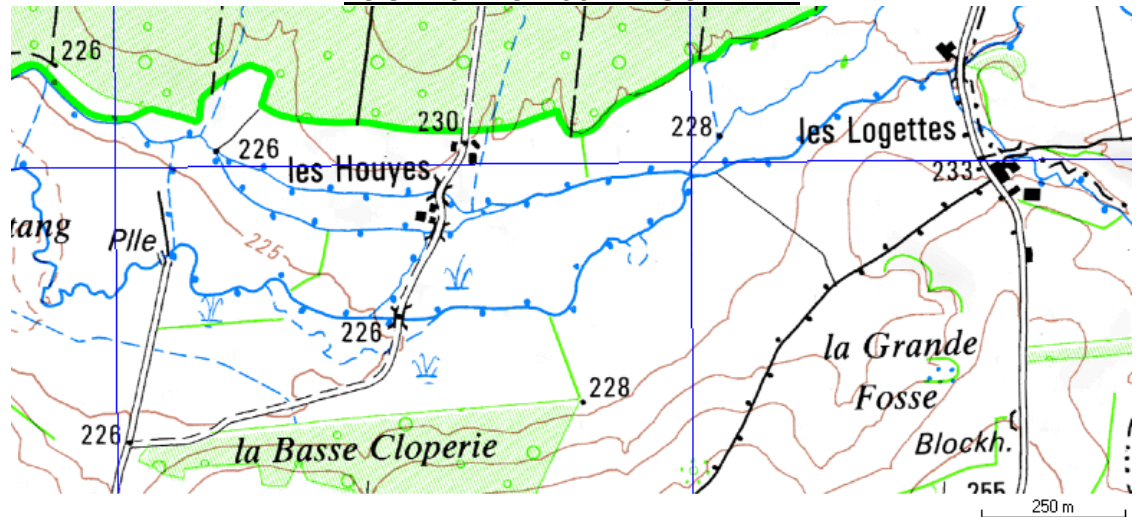 226
230
228
les Logettes
226
les Houyes
233
tang
Plle
225
226
la Grande
Fosse
228
226
la Basse Cloperie
Blockh.
255
250 m